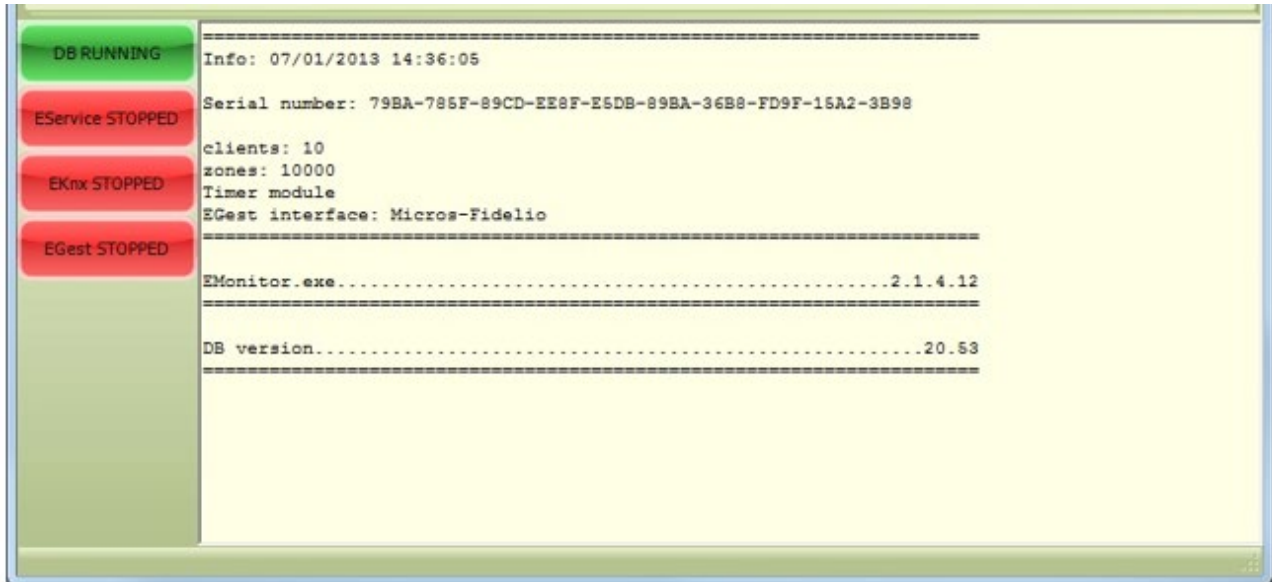 DB RUNNING
EService STOPPED
EKnx STOPPED
EGest STOPPED
======================================================================
Info: 07/01/2013 14:36:05
Serial number: 79BA-785F-89CD-EE8F-E5DB-89BA-36B8-FD9F-15A2-3B98
clients: 10
zones: 10000
Timer module
EGest interface: Micros-Fidelio
======================================================================
EMonitor.exe..................................................2.1.4.12
======================================================================
DB version.......................................................20.53
======================================================================